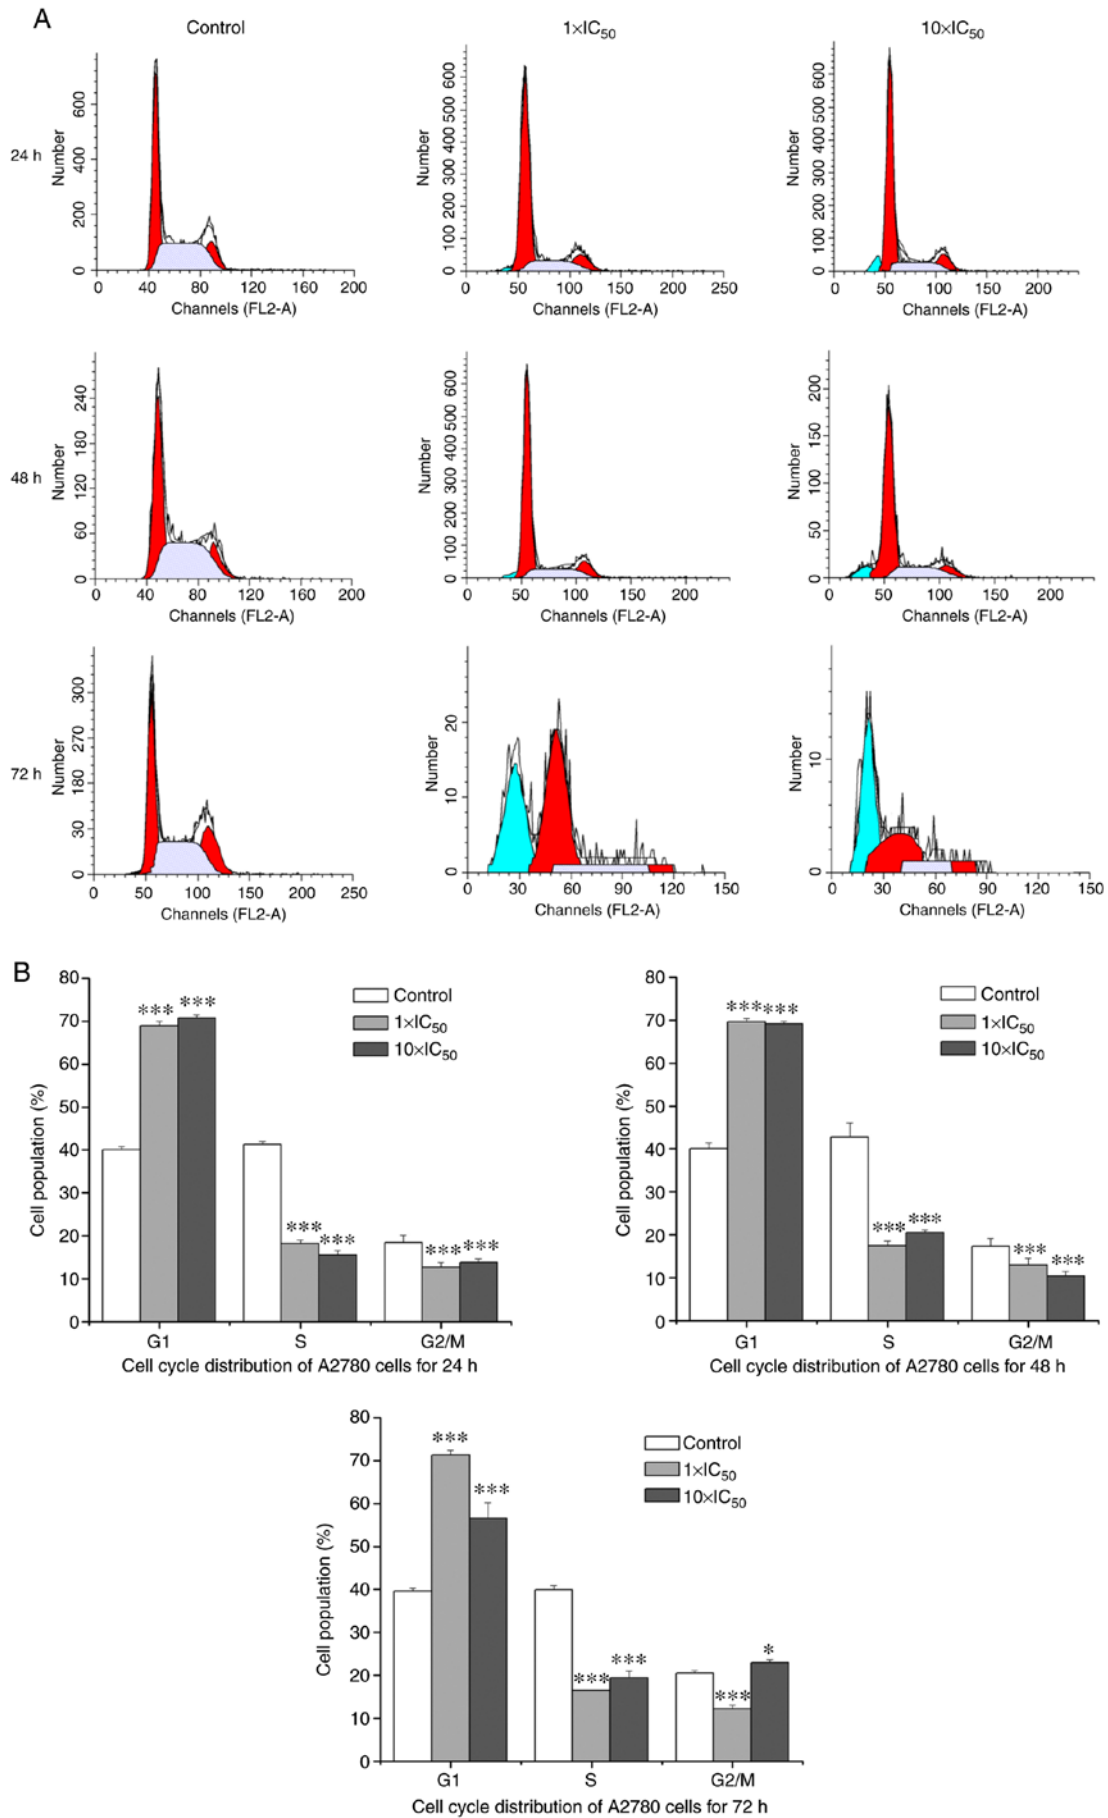 A
Control
1×IC50
10×IC50
24 h
Number
600
400
200
0
0 40 80 120 160 200
Channels (FL2-A)
Number
600
500
400
300
200
100
0
0 50 100 150 200 250
Channels (FL2-A)
Number
600
500
400
300
200
100
0
0 50 100 150 200
Channels (FL2-A)
48 h
Number
240
180
120
60
0
0 40 80 120 160 200
Channels (FL2-A)
Number
600
500
400
300
200
100
0
0 50 100 150 200
Channels (FL2-A)
Number
200
150
100
50
0
0 50 100 150 200
Channels (FL2-A)
72 h
Number
300
270
180
30
0
0 50 100 150 200 250
Channels (FL2-A)
Number
20
10
0
0 30 60 90 120 150
Channels (FL2-A)
Number
10
0
0 30 60 90 120 150
Channels (FL2-A)
B
Cell population (%)
80
70
60
50
40
30
20
10
0
*** ***
*** ***
*** ***
Control
1×IC50
10×IC50
G1 S G2/M
Cell cycle distribution of A2780 cells for 24 h
Cell population (%)
80
70
60
50
40
30
20
10
0
*** ***
*** ***
*** ***
Control
1×IC50
10×IC50
G1 S G2/M
Cell cycle distribution of A2780 cells for 48 h
Cell population (%)
80
70
60
50
40
30
20
10
0
*** ***
*** ***
*** *
Control
1×IC50
10×IC50
G1 S G2/M
Cell cycle distribution of A2780 cells for 72 h